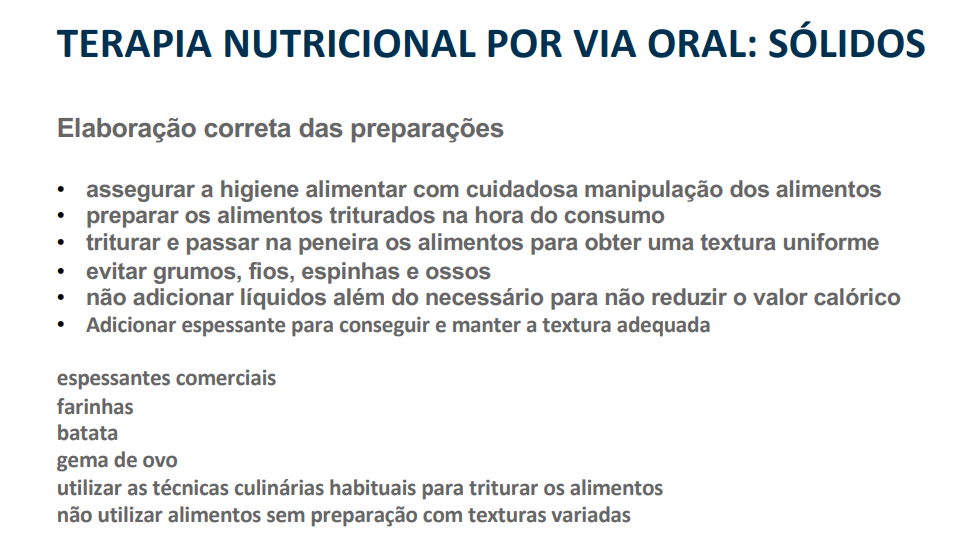 TERAPIA NUTRICIONAL POR VIA ORAL: SÓLIDOS
Elaboração correta das preparações
• assegurar a higiene alimentar com cuidadosa manipulação dos alimentos
• preparar os alimentos triturados na hora do consumo
• triturar e passar na peneira os alimentos para obter uma textura uniforme
• evitar grumos, fios, espinhas e ossos
• não adicionar líquidos além do necessário para não reduzir o valor calórico
• Adicionar espessante para conseguir e manter a textura adequada
espessantes comerciais
farinhas
batata
gema de ovo
utilizar as técnicas culinárias habituais para triturar os alimentos
não utilizar alimentos sem preparação com texturas variadas